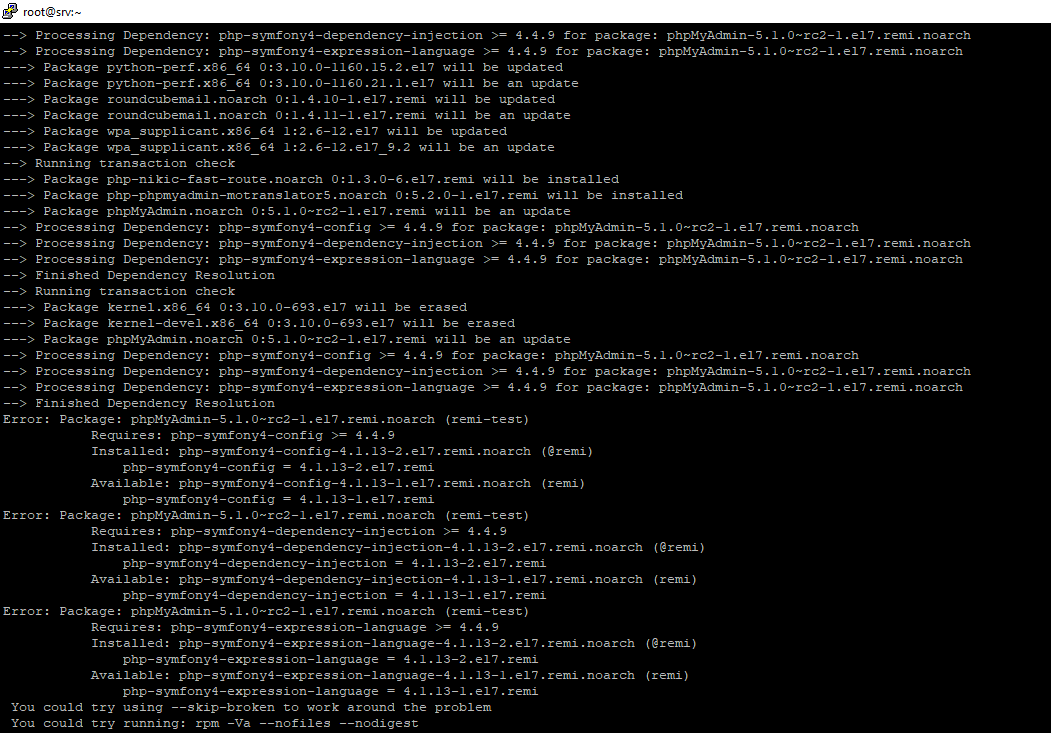 root@srv:~
--> Processing Dependency: php-symfony4-dependency-injection >= 4.4.9 for package: phpMyAdmin-5.1.0~rc2-1.el7.remi.noarch
--> Processing Dependency: php-symfony4-expression-language >= 4.4.9 for package: phpMyAdmin-5.1.0~rc2-1.el7.remi.noarch
---> Package python-perf.x86_64 0:3.10.0-1160.15.2.el7 will be updated
---> Package python-perf.x86_64 0:3.10.0-1160.21.1.el7 will be an update
---> Package roundcubemail.noarch 0:1.4.10-1.el7.remi will be updated
---> Package roundcubemail.noarch 0:1.4.11-1.el7.remi will be an update
---> Package wpa_supplicant.x86_64 1:2.6-12.el7 will be updated
---> Package wpa_supplicant.x86_64 1:2.6-12.el7_9.2 will be an update
--> Running transaction check
---> Package php-nikic-fast-route.noarch 0:1.3.0-6.el7.remi will be installed
---> Package php-phpmyadmin-motranslator5.noarch 0:5.2.0-1.el7.remi will be installed
---> Package phpMyAdmin.noarch 0:5.1.0~rc2-1.el7.remi will be an update
--> Processing Dependency: php-symfony4-config >= 4.4.9 for package: phpMyAdmin-5.1.0~rc2-1.el7.remi.noarch
--> Processing Dependency: php-symfony4-dependency-injection >= 4.4.9 for package: phpMyAdmin-5.1.0~rc2-1.el7.remi.noarch
--> Processing Dependency: php-symfony4-expression-language >= 4.4.9 for package: phpMyAdmin-5.1.0~rc2-1.el7.remi.noarch
--> Finished Dependency Resolution
--> Running transaction check
---> Package kernel.x86_64 0:3.10.0-693.el7 will be erased
---> Package kernel-devel.x86_64 0:3.10.0-693.el7 will be erased
---> Package phpMyAdmin.noarch 0:5.1.0~rc2-1.el7.remi will be an update
--> Processing Dependency: php-symfony4-config >= 4.4.9 for package: phpMyAdmin-5.1.0~rc2-1.el7.remi.noarch
--> Processing Dependency: php-symfony4-dependency-injection >= 4.4.9 for package: phpMyAdmin-5.1.0~rc2-1.el7.remi.noarch
--> Processing Dependency: php-symfony4-expression-language >= 4.4.9 for package: phpMyAdmin-5.1.0~rc2-1.el7.remi.noarch
--> Finished Dependency Resolution
Error: Package: phpMyAdmin-5.1.0~rc2-1.el7.remi.noarch (remi-test)
           Requires: php-symfony4-config >= 4.4.9
           Installed: php-symfony4-config-4.1.13-2.el7.remi.noarch (@remi)
               php-symfony4-config = 4.1.13-2.el7.remi
           Available: php-symfony4-config-4.1.13-1.el7.remi.noarch (remi)
               php-symfony4-config = 4.1.13-1.el7.remi
Error: Package: phpMyAdmin-5.1.0~rc2-1.el7.remi.noarch (remi-test)
           Requires: php-symfony4-dependency-injection >= 4.4.9
           Installed: php-symfony4-dependency-injection-4.1.13-2.el7.remi.noarch (@remi)
               php-symfony4-dependency-injection = 4.1.13-2.el7.remi
           Available: php-symfony4-dependency-injection-4.1.13-1.el7.remi.noarch (remi)
               php-symfony4-dependency-injection = 4.1.13-1.el7.remi
Error: Package: phpMyAdmin-5.1.0~rc2-1.el7.remi.noarch (remi-test)
           Requires: php-symfony4-expression-language >= 4.4.9
           Installed: php-symfony4-expression-language-4.1.13-2.el7.remi.noarch (@remi)
               php-symfony4-expression-language = 4.1.13-2.el7.remi
           Available: php-symfony4-expression-language-4.1.13-1.el7.remi.noarch (remi)
               php-symfony4-expression-language = 4.1.13-1.el7.remi
 You could try using --skip-broken to work around the problem
 You could try running: rpm -Va --nofiles --nodigest